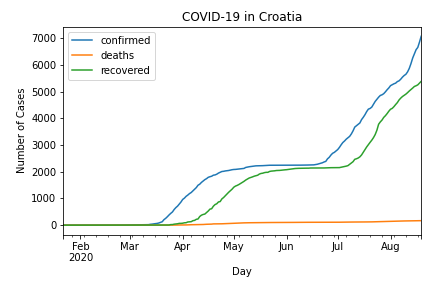 COVID-19 in Croatia
confirmed
deaths
recovered
Number of Cases
7000
6000
5000
4000
3000
2000
1000
0
Feb Mar Apr May Jun Jul Aug
2020
Day